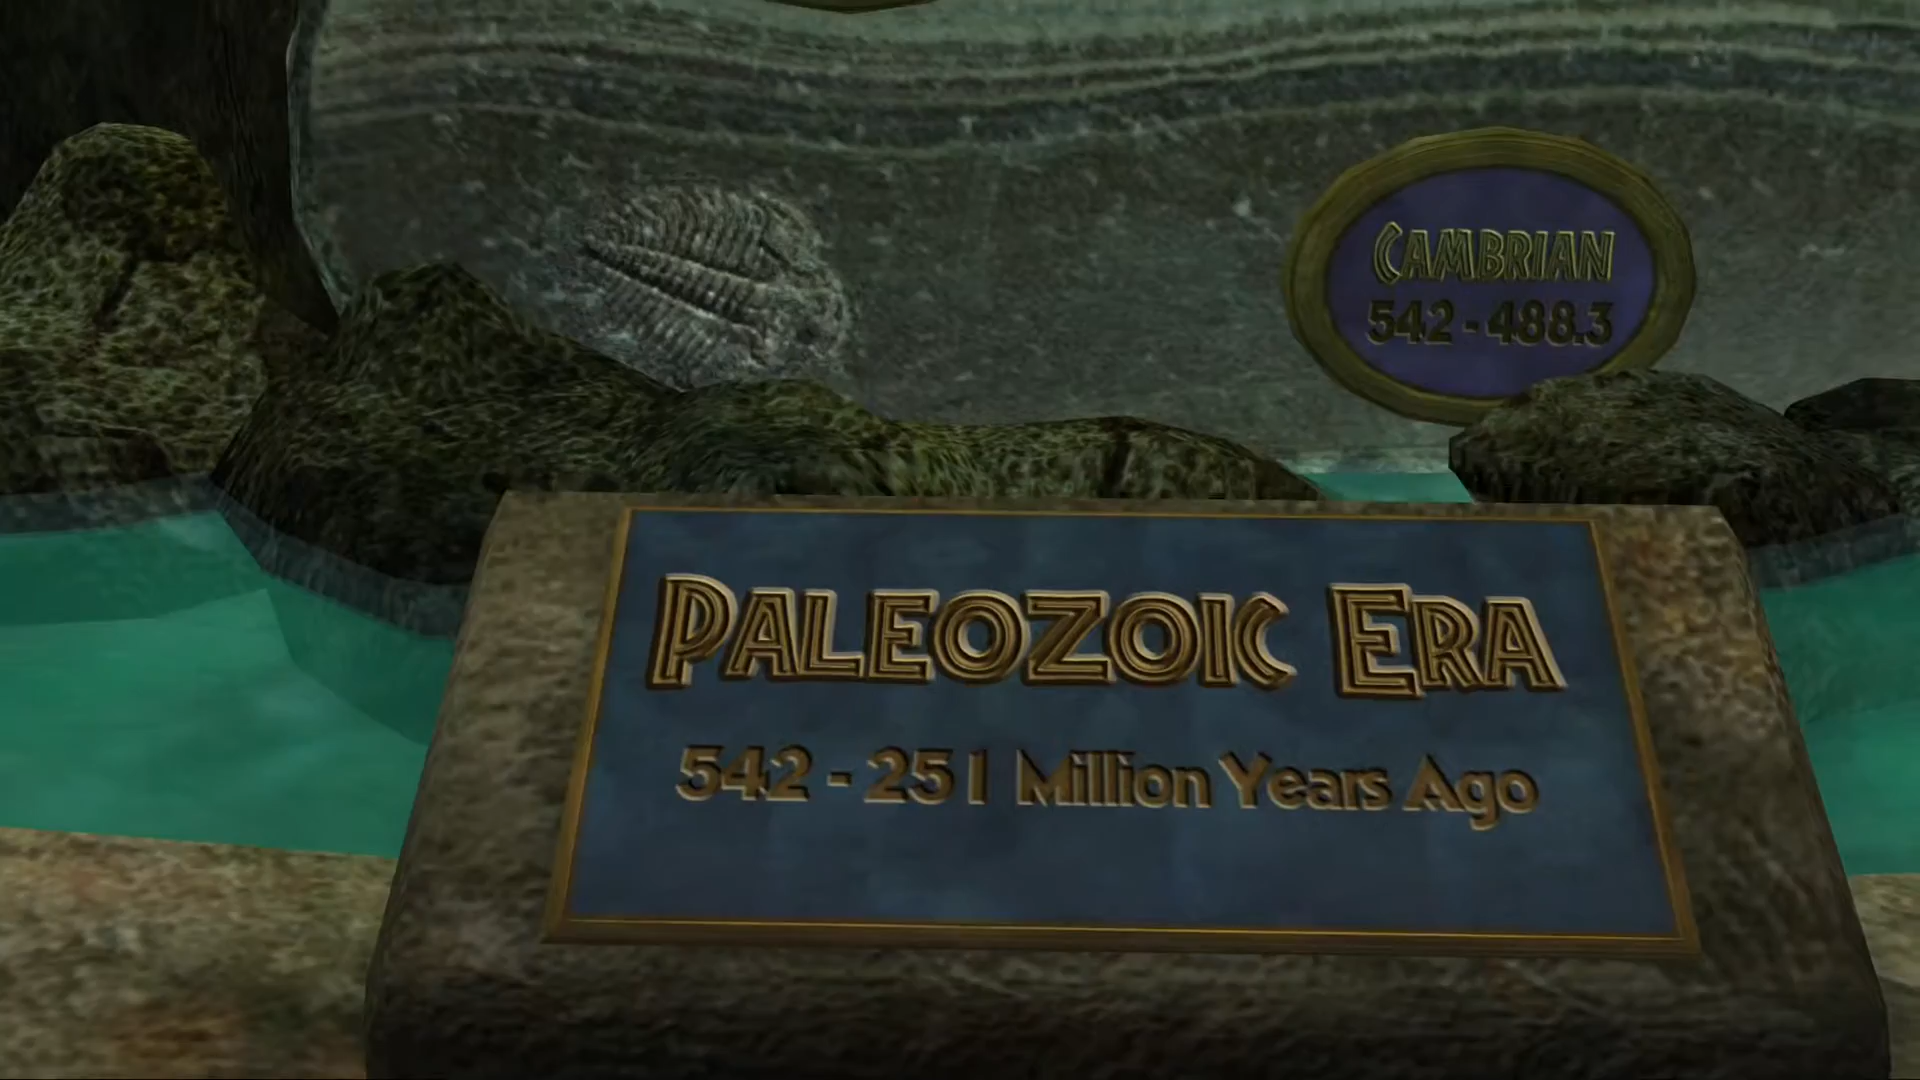 CAMBRIAN
542 - 488.3
PALEOZOIC ERA
542 - 251 Million Years Ago